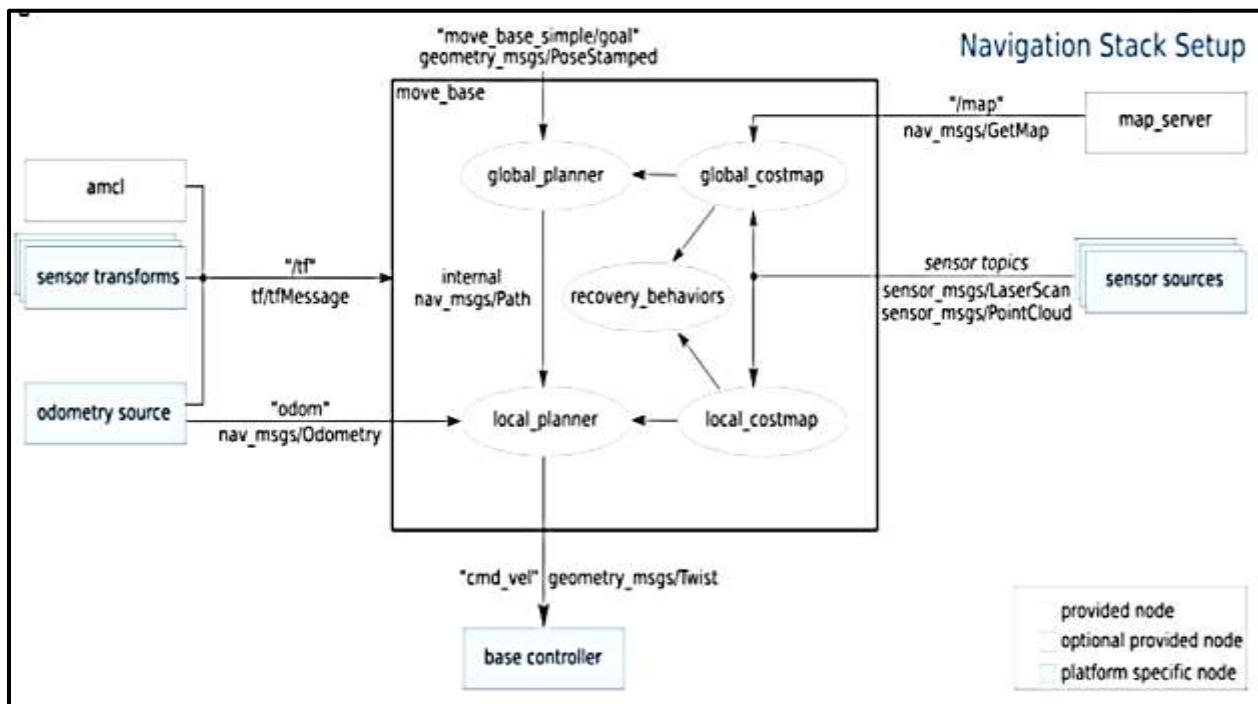 Navigation Stack Setup
"move_base_simple/goal"
geometry_msgs/PoseStamped
move_base
"/map"
nav_msgs/GetMap
map_server
global_planner
global_costmap
amcl
sensor transforms
"/tf"
tf/tfMessage
internal
nav_msgs/Path
recovery_behaviors
sensor topics
sensor_msgs/LaserScan
sensor_msgs/PointCloud
sensor sources
odometry source
"odom"
nav_msgs/Odometry
local_planner
local_costmap
"cmd_vel" geometry_msgs/Twist
base controller
provided node
optional provided node
platform specific node